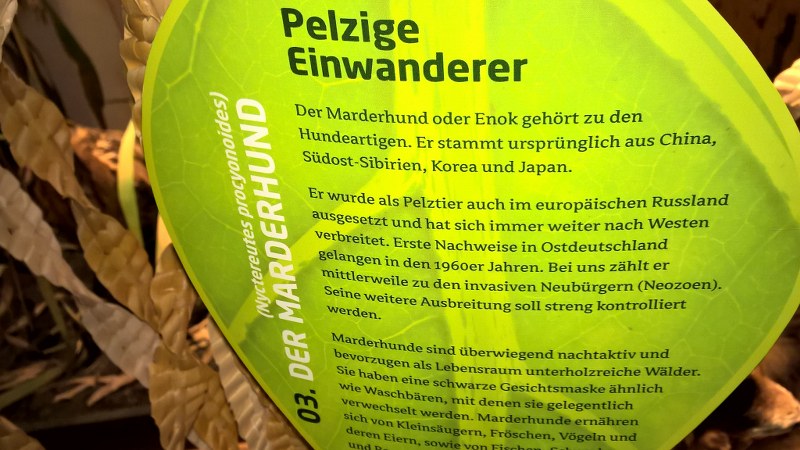 Pelzige
Einwanderer
(Nyctereutes procyonoides)
03. DER MARDERHUND
Der Marderhund oder Enok gehört zu den
Hundeartigen. Er stammt ursprünglich aus China,
Südost-Sibirien, Korea und Japan.
Er wurde als Pelztier auch im europäischen Russland
ausgesetzt und hat sich immer weiter nach Westen
verbreitet. Erste Nachweise in Ostdeutschland
gelangen in den 1960er Jahren. Bei uns zählt er
mittlerweile zu den invasiven Neubürgern (Neozoen).
Seine weitere Ausbreitung soll streng kontrolliert
werden.
Marderhunde sind überwiegend nachtaktiv und
bevorzugen als Lebensraum unterholzreiche Wälder.
Sie haben eine schwarze Gesichtsmaske ähnlich
wie Waschbären, mit denen sie gelegentlich
verwechselt werden. Marderhunde ernähren
sich von Kleinsäugern, Fröschen, Vögeln und
deren Eiern, sowie von Fischen,
und